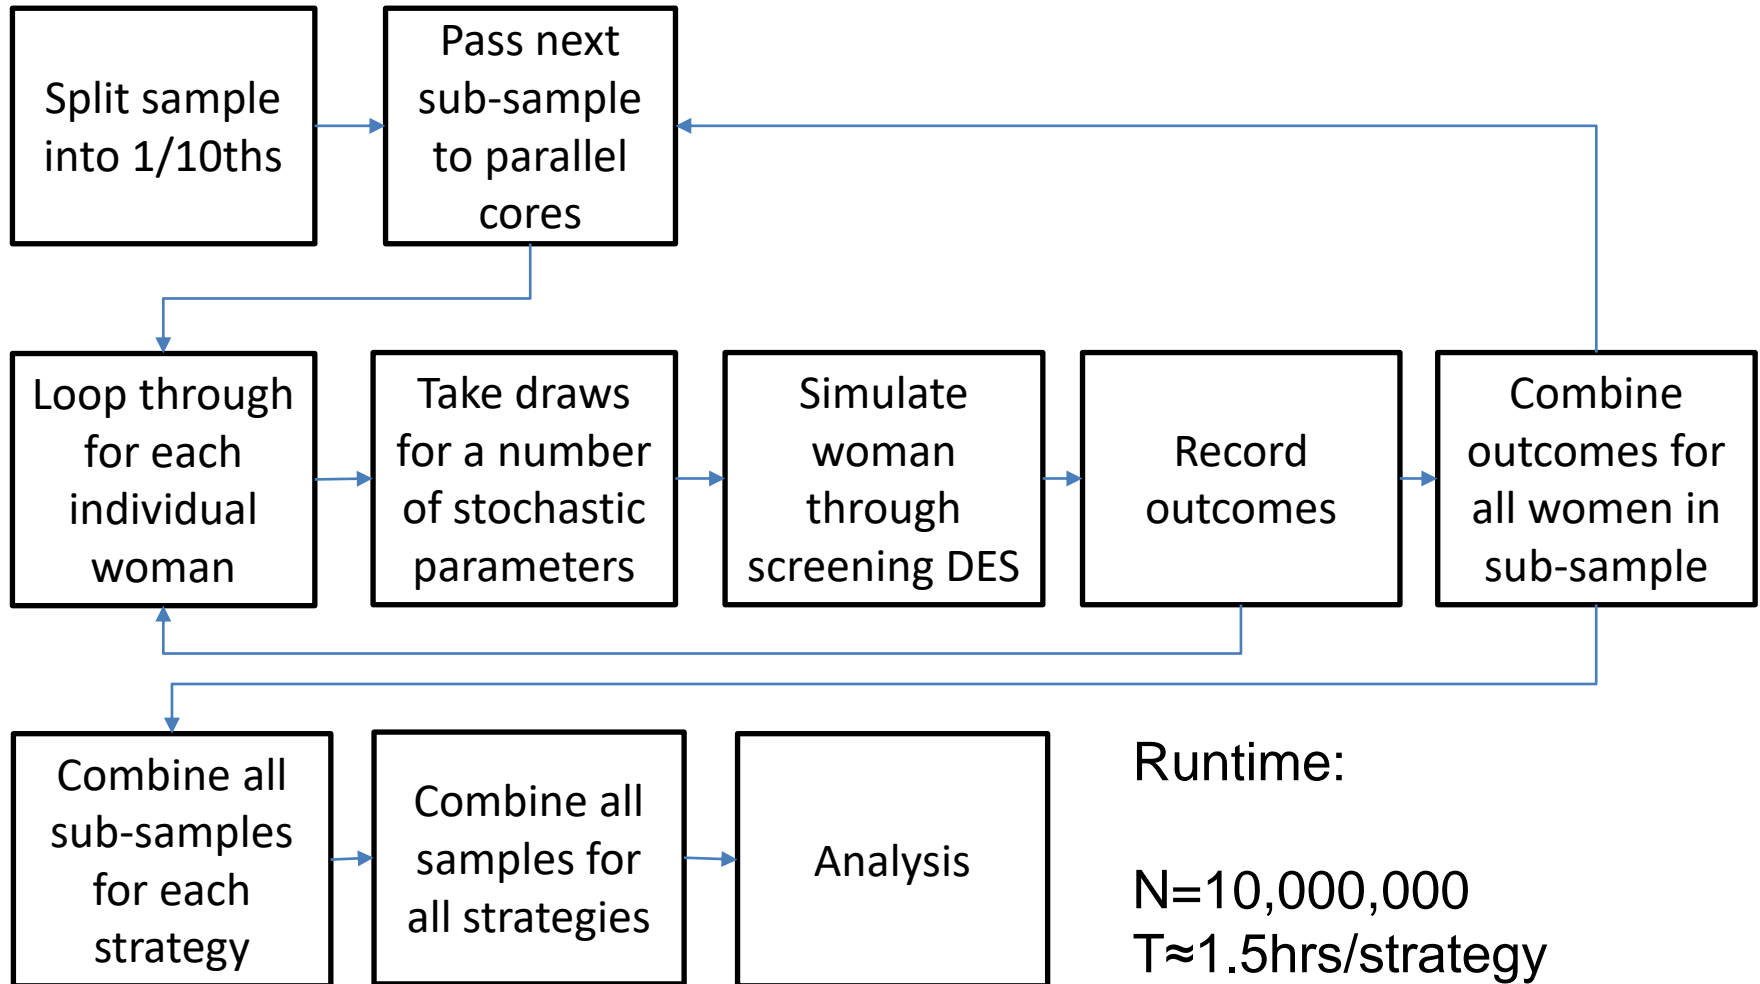 Split sample
into 1/10ths
Pass next
sub-sample
to parallel
cores
Loop through
for each
individual
woman
Take draws
for a number
of stochastic
parameters
Simulate
woman
through
screening DES
Record
outcomes
Combine
outcomes for
all women in
sub-sample
Combine all
sub-samples
for each
strategy
Combine all
samples for
all strategies
Analysis
Runtime:
N=10,000,000
T≈1.5hrs/strategy